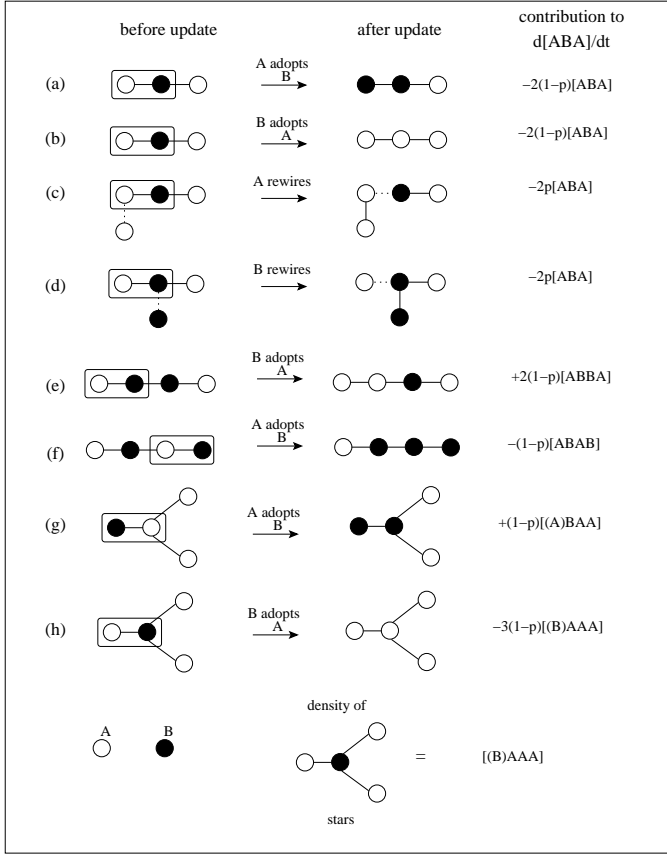 before update
after update
contribution to
d[ABA]/dt
(a)
A adopts
B
−2(1−p)[ABA]
(b)
B adopts
A
−2(1−p)[ABA]
(c)
A rewires
−2p[ABA]
(d)
B rewires
−2p[ABA]
(e)
B adopts
A
+2(1−p)[ABBA]
(f)
A adopts
B
−(1−p)[ABAB]
(g)
A adopts
B
+(1−p)[(A)BAA]
(h)
B adopts
A
−3(1−p)[(B)AAA]
A
B
density of
=
[(B)AAA]
stars